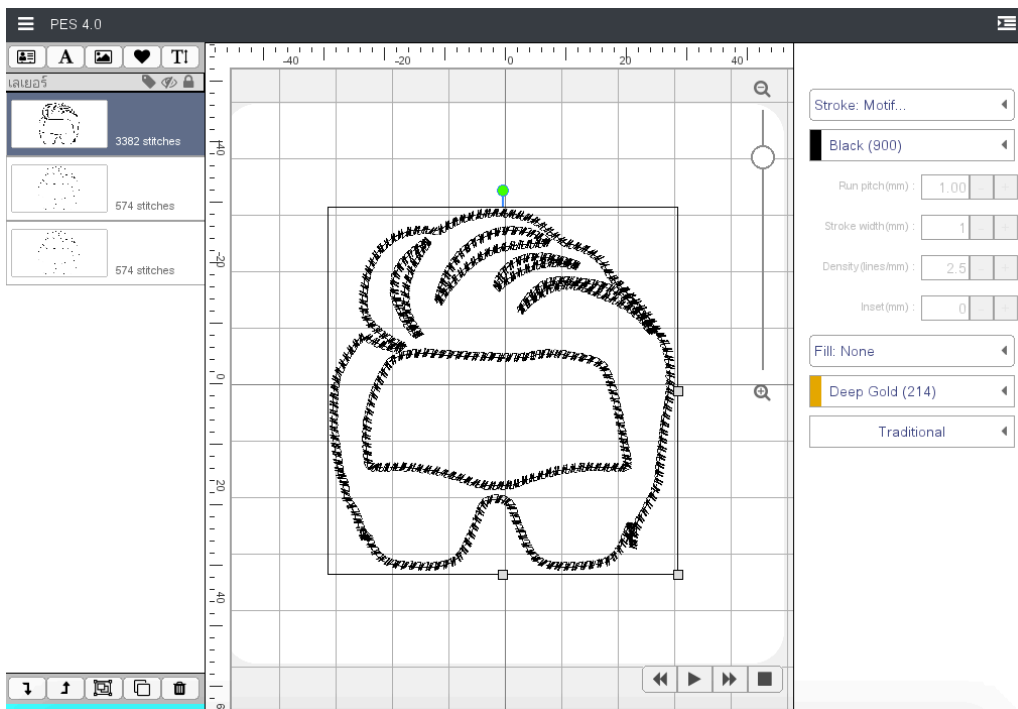 PES 4.0
A
T
เลเยอร์
3382 stitches
574 stitches
574 stitches
-40
-20
0
20
40
-40
-20
0
20
40
6
Stroke: Motif...
Black (900)
Run pitch(mm) : 1.00 - +
Stroke width(mm) : 1 - +
Density(lines/mm) : 2.5 - +
Inset(mm) : 0 - +
Fill: None
Deep Gold (214)
Traditional